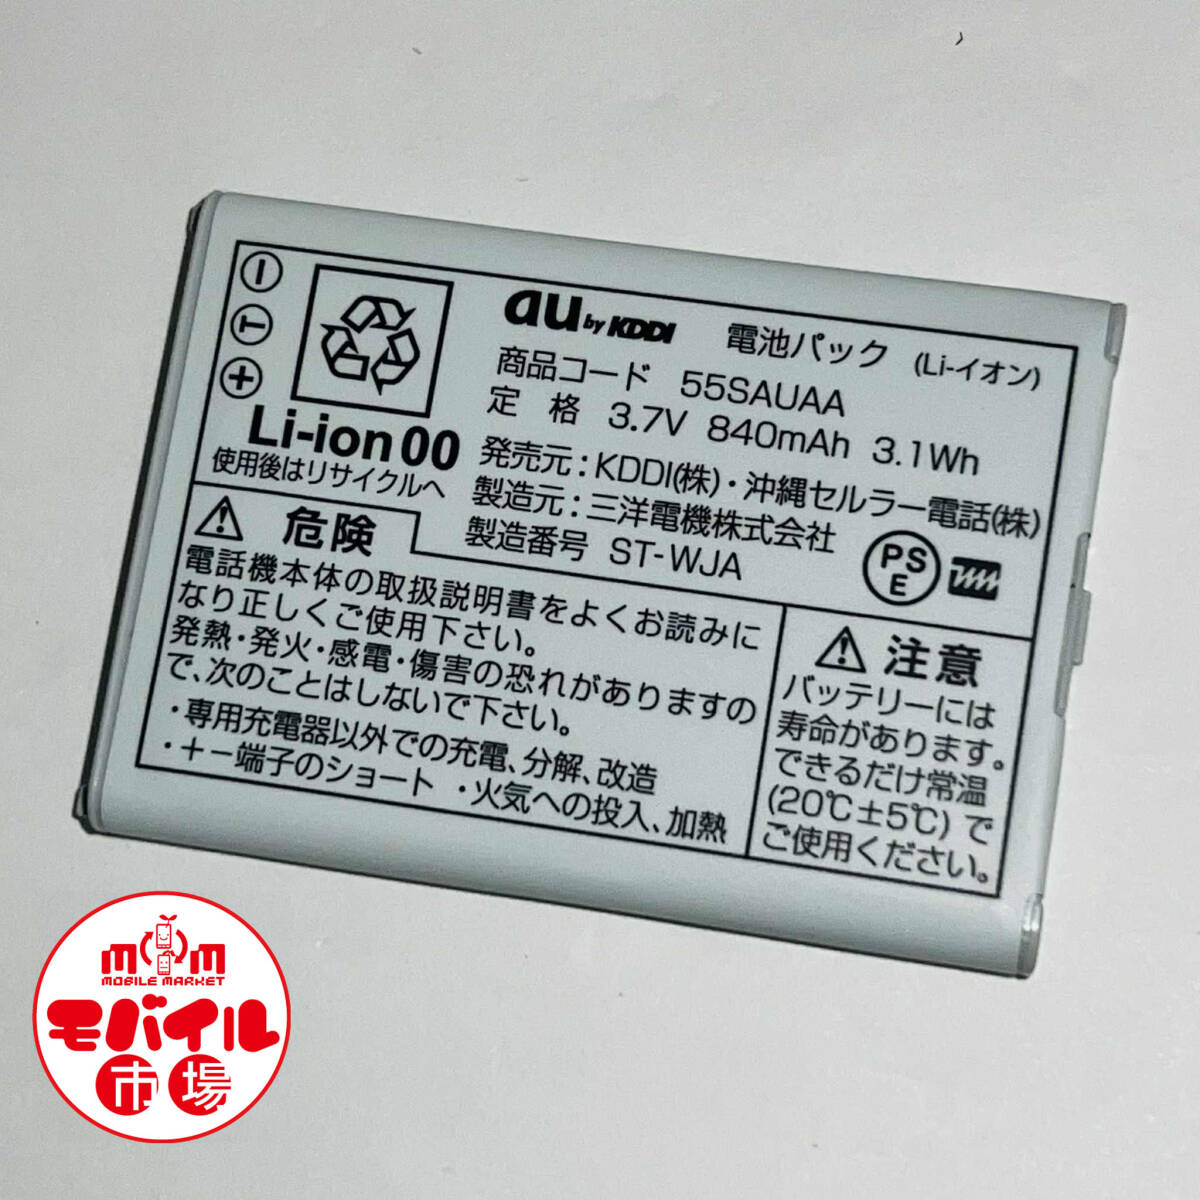 au by KDDI 電池パック (Li-イオン)
商品コード 55SAUAA
定 格 3.7V 840mAh 3.1Wh
発売元:KDDI(株)・沖縄セルラー電話(株)
製造元:三洋電機株式会社
製造番号 ST-WJA
PS
E
－
T
＋
Li-ion 00
使用後はリサイクルへ
危険
電話機本体の取扱説明書をよくお読みに
なり正しくご使用下さい。
発熱・発火・感電・傷害の恐れがありますの
で、次のことはしないで下さい。
・専用充電器以外での充電、分解、改造
・＋－端子のショート ・火気への投入、加熱
注意
バッテリーには
寿命があります。
できるだけ常温
(20℃±5℃)で
ご使用ください。
MM
MOBILE MARKET
モバイル
市場